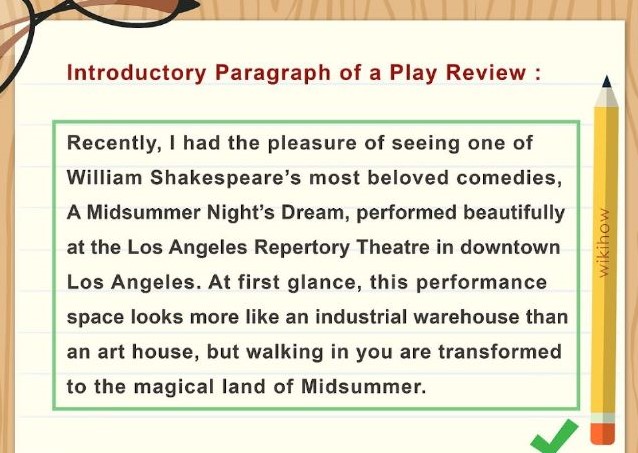 Introductory Paragraph of a Play Review :
Recently, I had the pleasure of seeing one of
William Shakespeare's most beloved comedies,
A Midsummer Night's Dream, performed beautifully
at the Los Angeles Repertory Theatre in downtown
Los Angeles. At first glance, this performance
space looks more like an industrial warehouse than
an art house, but walking in you are transformed
to the magical land of Midsummer.
wikihow